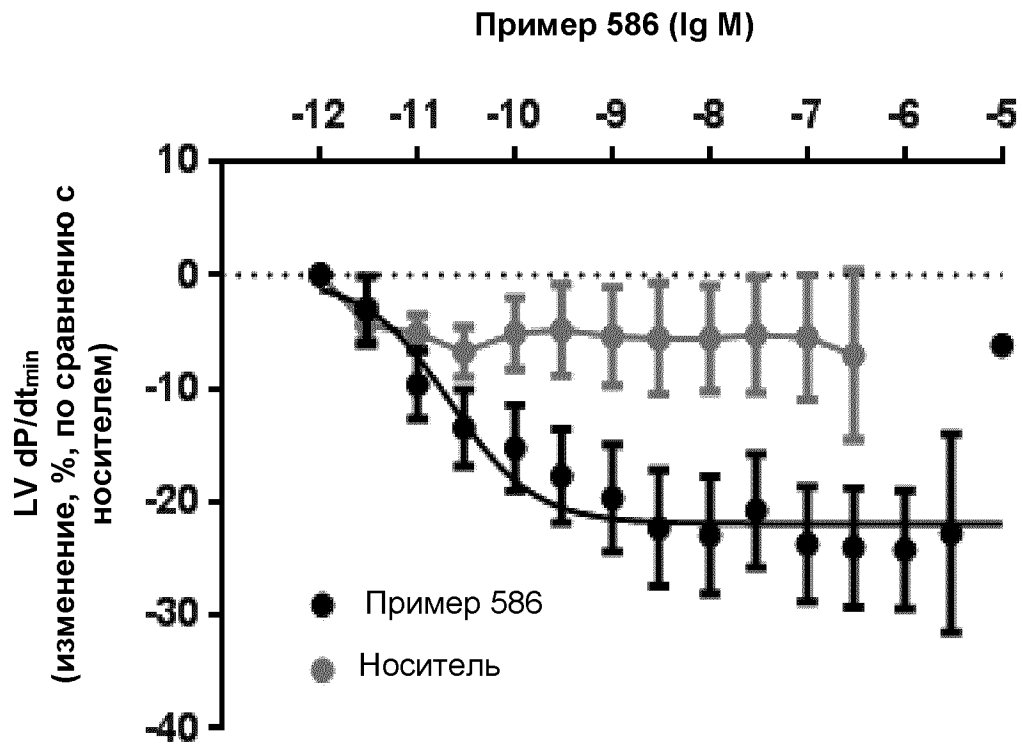 Пример 586 (lg M)
-12 -11 -10 -9 -8 -7 -6 -5
10
0
-10
-20
-30
-40
LV dP/dtmin
(изменение, %, по сравнению с
носителем)
Пример 586
Носитель